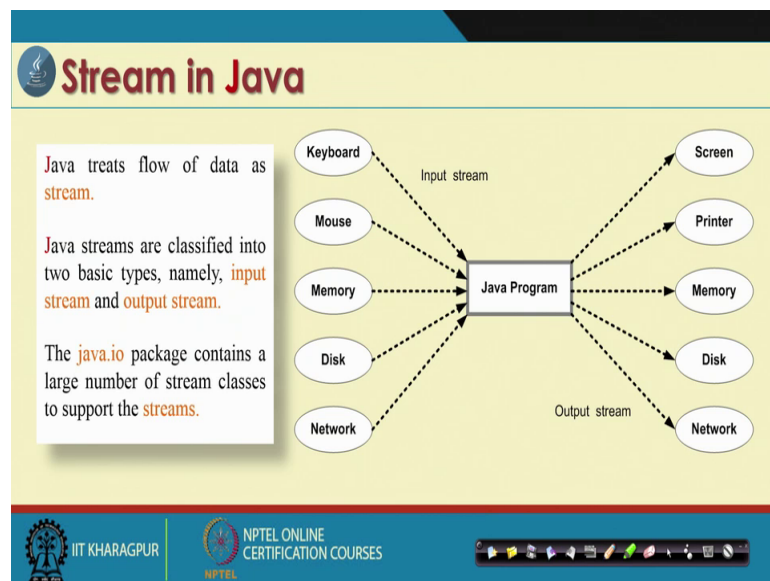 Stream in Java
Java treats flow of data as
stream.
Java streams are classified into
two basic types, namely, input
stream and output stream.
The java.io package contains a
large number of stream classes
to support the streams.
Keyboard
Mouse
Memory
Disk
Network
Input stream
Java Program
Output stream
Screen
Printer
Memory
Disk
Network
IIT KHARAGPUR
NPTEL
NPTEL ONLINE
CERTIFICATION COURSES